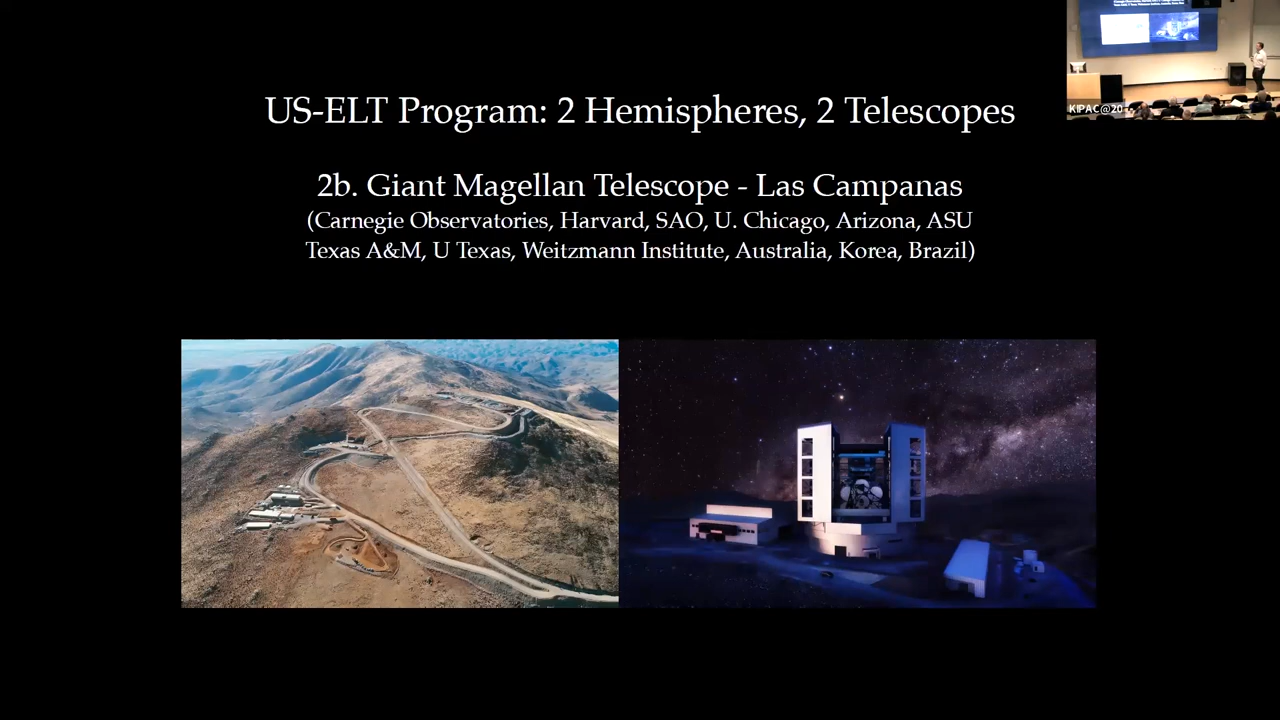 US-ELT Program: 2 Hemispheres, 2 Telescopes
2b. Giant Magellan Telescope - Las Campanas
(Carnegie Observatories, Harvard, SAO, U. Chicago, Arizona, ASU
Texas A&M, U Texas, Weitzmann Institute, Australia, Korea, Brazil)
KIPAC@20